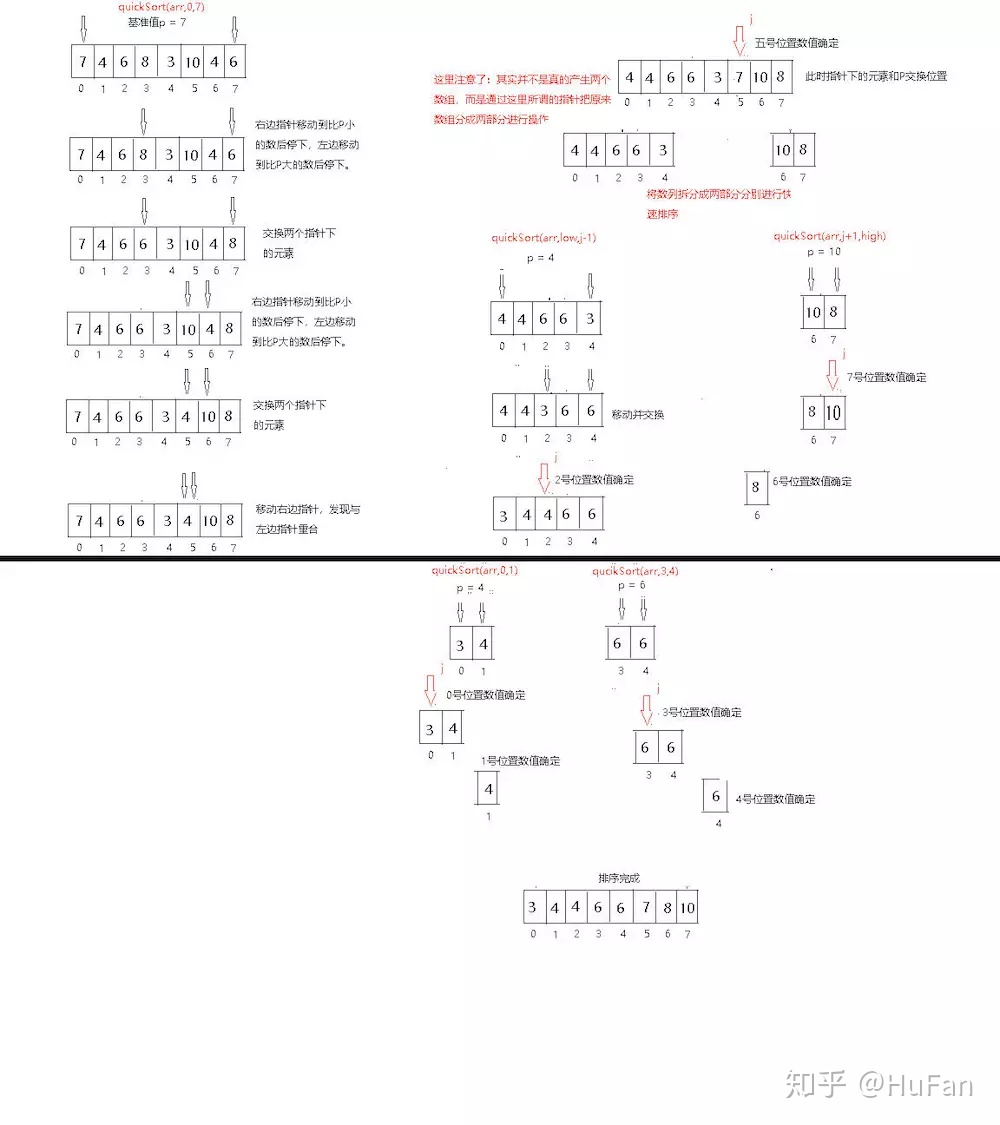 quickSort(arr,0,7)
基准值p = 7
7 4 6 8 3 10 4 6
0 1 2 3 4 5 6 7
右边指针移动到比P小
的数后停下，左边移动
到比P大的数后停下。
7 4 6 8 3 10 4 6
0 1 2 3 4 5 6 7
交换两个指针下
的元素
7 4 6 6 3 10 4 8
0 1 2 3 4 5 6 7
右边指针移动到比P小
的数后停下，左边移动
到比P大的数后停下。
7 4 6 6 3 10 4 8
0 1 2 3 4 5 6 7
交换两个指针下
的元素
7 4 6 6 3 4 10 8
0 1 2 3 4 5 6 7
移动右边指针，发现与
左边指针重合
7 4 6 6 3 4 10 8
0 1 2 3 4 5 6 7
j
五号位置数值确定
这里注意了：其实并不是真的产生两个
数组，而是通过这里所谓的指针把原来
数组分成两部分进行操作
4 4 6 6 3 7 10 8
此时指针下的元素和P交换位置
0 1 2 3 4 5 6 7
4 4 6 6 3
0 1 2 3 4
10 8
6 7
将数列拆分成两部分分别进行快
速排序
quickSort(arr,low,j-1)
p = 4
4 4 6 6 3
0 1 2 3 4
4 4 3 6 6
移动并交换
0 1 2 3 4
j
2号位置数值确定
3 4 4 6 6
0 1 2 3 4
quickSort(arr,j+1,high)
p = 10
10 8
6 7
j
7号位置数值确定
8 10
6 7
8
6号位置数值确定
6
quickSort(arr,0,1)
p = 4
3 4
0 1
j
0号位置数值确定
3 4
0 1
1号位置数值确定
4
1
qucikSort(arr,3,4)
p = 6
6 6
3 4
j
3号位置数值确定
6 6
3 4
6
4号位置数值确定
4
排序完成
3 4 4 6 6 7 8 10
0 1 2 3 4 5 6 7
知乎 @HuFan